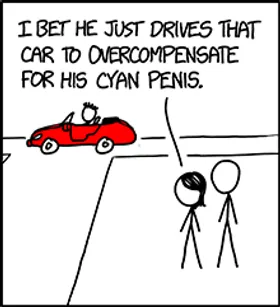 I BET HE JUST DRIVES THAT
CAR TO OVERCOMPENSATE
FOR HIS CYAN PENIS.